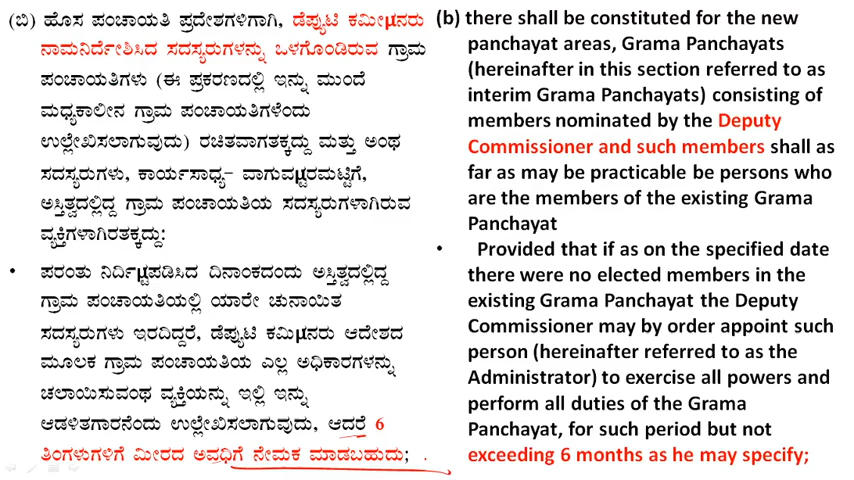 (ಬಿ) ಹೊಸ ಪಂಚಾಯತಿ ಪ್ರದೇಶಗಳಿಗಾಗಿ, ಡೆಪ್ಯುಟಿ ಕಮೀµನರು
ನಾಮನಿರ್ದೇಶಿಸಿದ ಸದಸ್ಯರುಗಳನ್ನು ಒಳಗೊಂಡಿರುವ ಗ್ರಾಮ
ಪಂಚಾಯತಿಗಳು (ಈ ಪ್ರಕರಣದಲ್ಲಿ ಇನ್ನು ಮುಂದೆ
ಮಧ್ಯಕಾಲೀನ ಗ್ರಾಮ ಪಂಚಾಯತಿಗಳೆಂದು
ಉಲ್ಲೇಖಿಸಲಾಗುವುದು) ರಚಿತವಾಗತಕ್ಕದ್ದು ಮತ್ತು ಅಂಥ
ಸದಸ್ಯರುಗಳು, ಕಾರ್ಯಸಾಧ್ಯ- ವಾಗುವµ್ಟರಮಟ್ಟಿಗೆ,
ಅಸ್ತಿತ್ವದಲ್ಲಿದ್ದ ಗ್ರಾಮ ಪಂಚಾಯತಿಯ ಸದಸ್ಯರುಗಳಾಗಿರುವ
ವ್ಯಕ್ತಿಗಳಾಗಿರತಕ್ಕದ್ದು:
• ಪರಂತು ನಿರ್ದಿµ್ಟಪಡಿಸಿದ ದಿನಾಂಕದಂದು ಅಸ್ತಿತ್ವದಲ್ಲಿದ್ದ
ಗ್ರಾಮ ಪಂಚಾಯತಿಯಲ್ಲಿ ಯಾರೇ ಚುನಾಯಿತ
ಸದಸ್ಯರುಗಳು ಇರದಿದ್ದರೆ, ಡೆಪ್ಯುಟಿ ಕಮಿµನರು ಆದೇಶದ
ಮೂಲಕ ಗ್ರಾಮ ಪಂಚಾಯತಿಯ ಎಲ್ಲ ಅಧಿಕಾರಗಳನ್ನು
ಚಲಾಯಿಸುವಂಥ ವ್ಯಕ್ತಿಯನ್ನು ಇಲ್ಲಿ ಇನ್ನು
ಆಡಳಿತಗಾರನೆಂದು ಉಲ್ಲೇಖಿಸಲಾಗುವುದು, ಆದರೆ 6
ತಿಂಗಳುಗಳಿಗೆ ಮೀರದ ಅವಧಿಗೆ ನೇಮಕ ಮಾಡಬಹುದು;
(b) there shall be constituted for the new
panchayat areas, Grama Panchayats
(hereinafter in this section referred to as
interim Grama Panchayats) consisting of
members nominated by the Deputy
Commissioner and such members shall as
far as may be practicable be persons who
are the members of the existing Grama
Panchayat
• Provided that if as on the specified date
there were no elected members in the
existing Grama Panchayat the Deputy
Commissioner may by order appoint such
person (hereinafter referred to as the
Administrator) to exercise all powers and
perform all duties of the Grama
Panchayat, for such period but not
exceeding 6 months as he may specify;